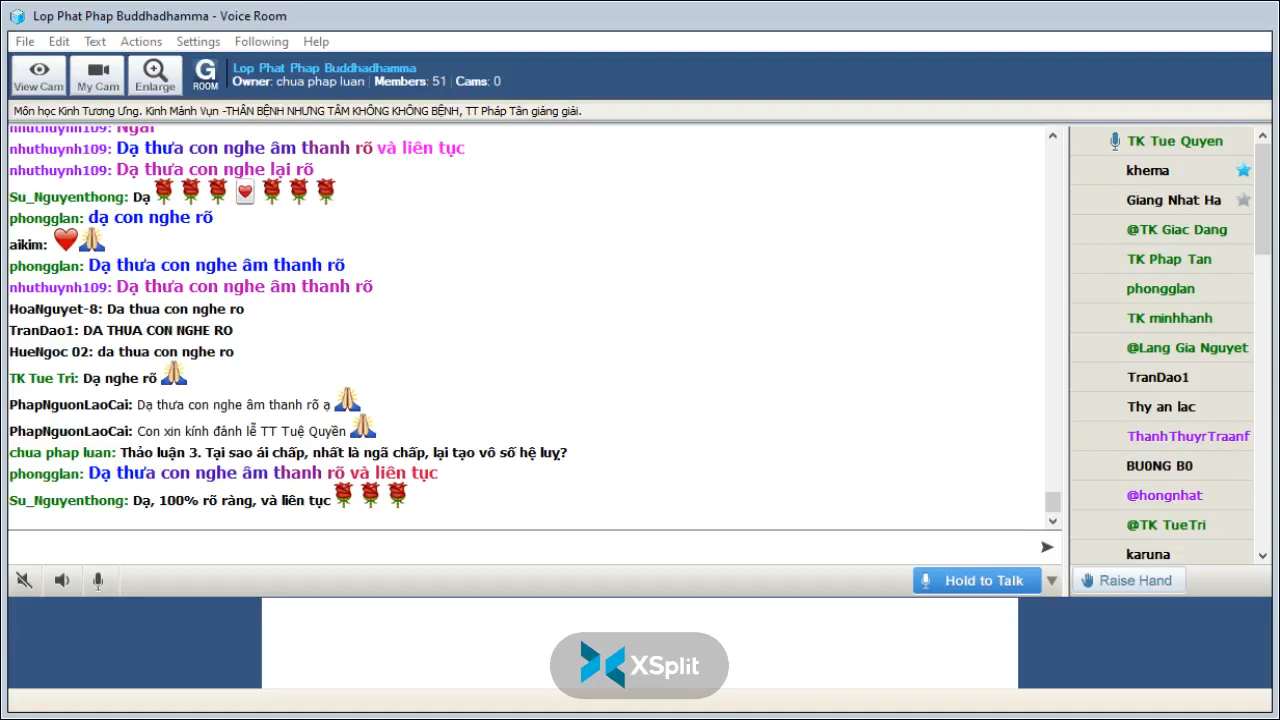 Lop Phat Phap Buddhadhamma - Voice Room
File Edit Text Actions Settings Following Help
View Cam My Cam Enlarge G ROOM
Lop Phat Phap Buddhadhamma
Owner: chua phap luan | Members: 51 | Cams: 0
Môn học Kinh Tương Ưng. Kinh Mảnh Vụn -THÂN BỆNH NHƯNG TÂM KHÔNG KHÔNG BỆNH, TT Pháp Tân giảng giải.
nhuthuynh109: Ngài
nhuthuynh109: Dạ thưa con nghe âm thanh rõ và liên tục
nhuthuynh109: Dạ thưa con nghe lại rõ
Su_Nguyenthong: Dạ
phongglan: dạ con nghe rõ
aikim:
phongglan: Dạ thưa con nghe âm thanh rõ
nhuthuynh109: Dạ thưa con nghe âm thanh rõ
HoaNguyet-8: Da thua con nghe ro
TranDao1: DA THUA CON NGHE RO
HueNgoc 02: da thua con nghe ro
TK Tue Tri: Dạ nghe rõ
PhapNguonLaoCai: Dạ thưa con nghe âm thanh rõ ạ
PhapNguonLaoCai: Con xin kính đảnh lễ TT Tuệ Quyền
chua phap luan: Thảo luận 3. Tại sao ái chấp, nhất là ngã chấp, lại tạo vô số hệ luỵ?
phongglan: Dạ thưa con nghe âm thanh rõ và liên tục
Su_Nguyenthong: Dạ, 100% rõ ràng, và liên tục
Hold to Talk
TK Tue Quyen
khema
Giang Nhat Ha
@TK Giac Dang
TK Phap Tan
phongglan
TK minhhanh
@Lang Gia Nguyet
TranDao1
Thy an lac
ThanhThuyrTraanf
BU0NG B0
@hongnhat
@TK TueTri
karuna
Raise Hand
XSplit